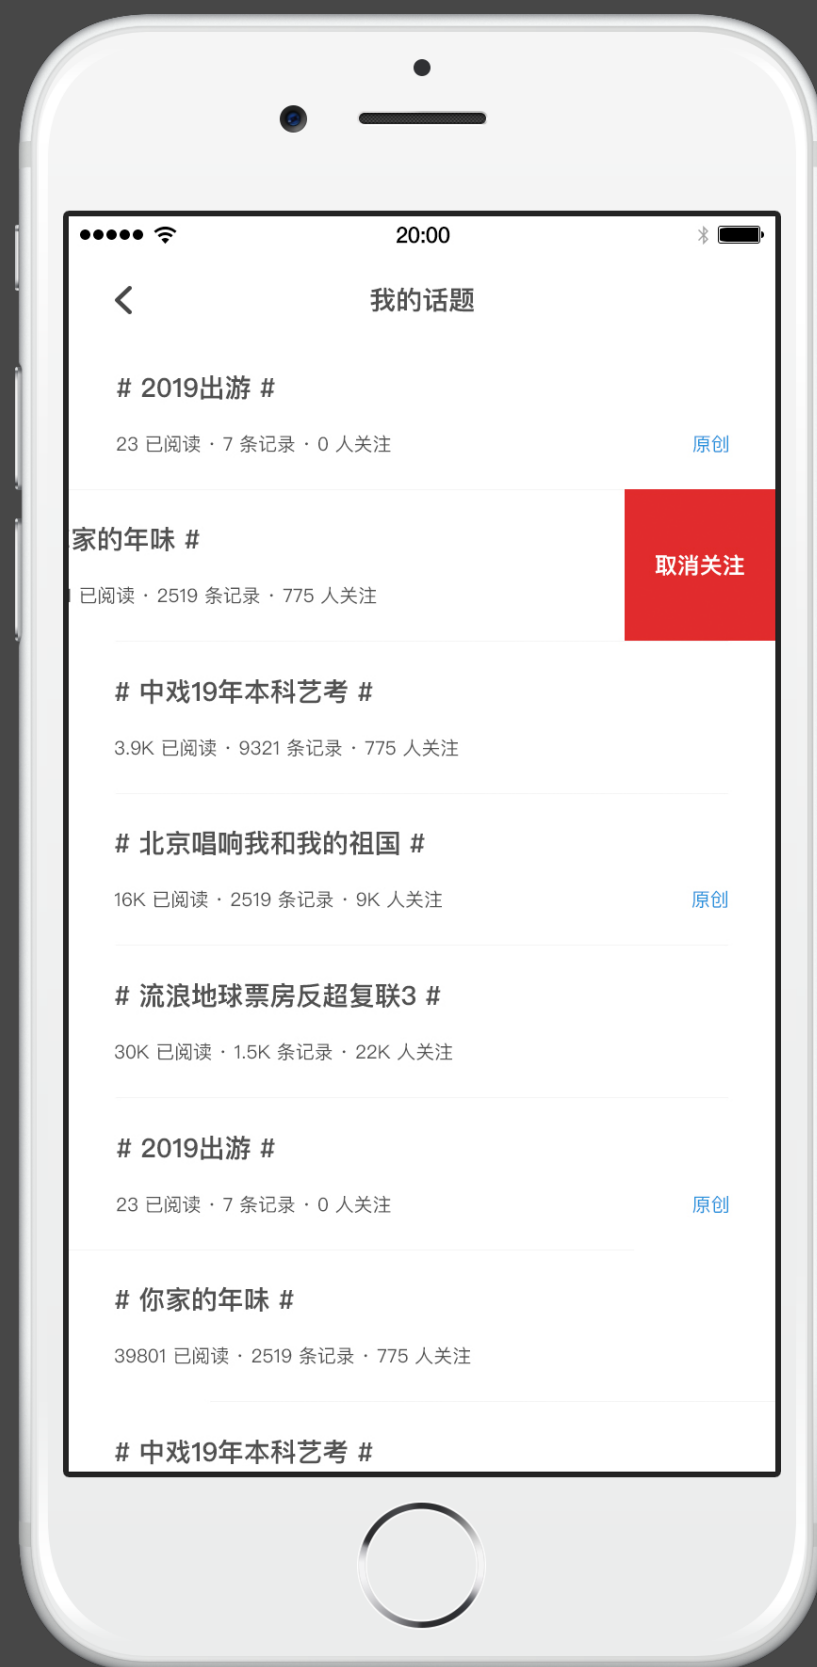 20:00
我的话题
# 2019出游 #
23 已阅读 · 7 条记录 · 0 人关注 原创
家的年味 #
取消关注
1 已阅读 · 2519 条记录 · 775 人关注
# 中戏19年本科艺考 #
3.9K 已阅读 · 9321 条记录 · 775 人关注
# 北京唱响我和我的祖国 #
16K 已阅读 · 2519 条记录 · 9K 人关注 原创
# 流浪地球票房反超复联3 #
30K 已阅读 · 1.5K 条记录 · 22K 人关注
# 2019出游 #
23 已阅读 · 7 条记录 · 0 人关注 原创
# 你家的年味 #
39801 已阅读 · 2519 条记录 · 775 人关注
# 中戏19年本科艺考 #